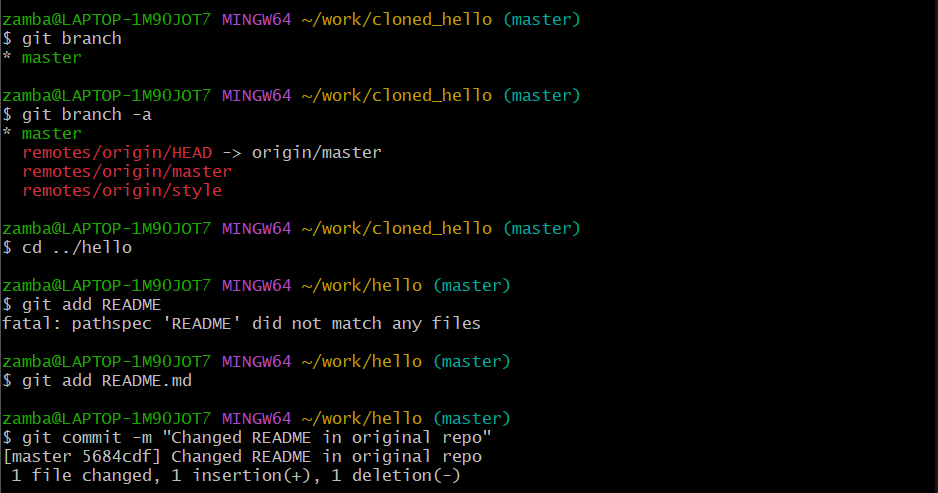 zamba@LAPTOP-1M90JOT7 MINGW64 ~/work/cloned_hello (master)
$ git branch
* master
zamba@LAPTOP-1M90JOT7 MINGW64 ~/work/cloned_hello (master)
$ git branch -a
* master
  remotes/origin/HEAD -> origin/master
  remotes/origin/master
  remotes/origin/style
zamba@LAPTOP-1M90JOT7 MINGW64 ~/work/cloned_hello (master)
$ cd ../hello
zamba@LAPTOP-1M90JOT7 MINGW64 ~/work/hello (master)
$ git add README
fatal: pathspec 'README' did not match any files
zamba@LAPTOP-1M90JOT7 MINGW64 ~/work/hello (master)
$ git add README.md
zamba@LAPTOP-1M90JOT7 MINGW64 ~/work/hello (master)
$ git commit -m "Changed README in original repo"
[master 5684cdf] Changed README in original repo
 1 file changed, 1 insertion(+), 1 deletion(-)